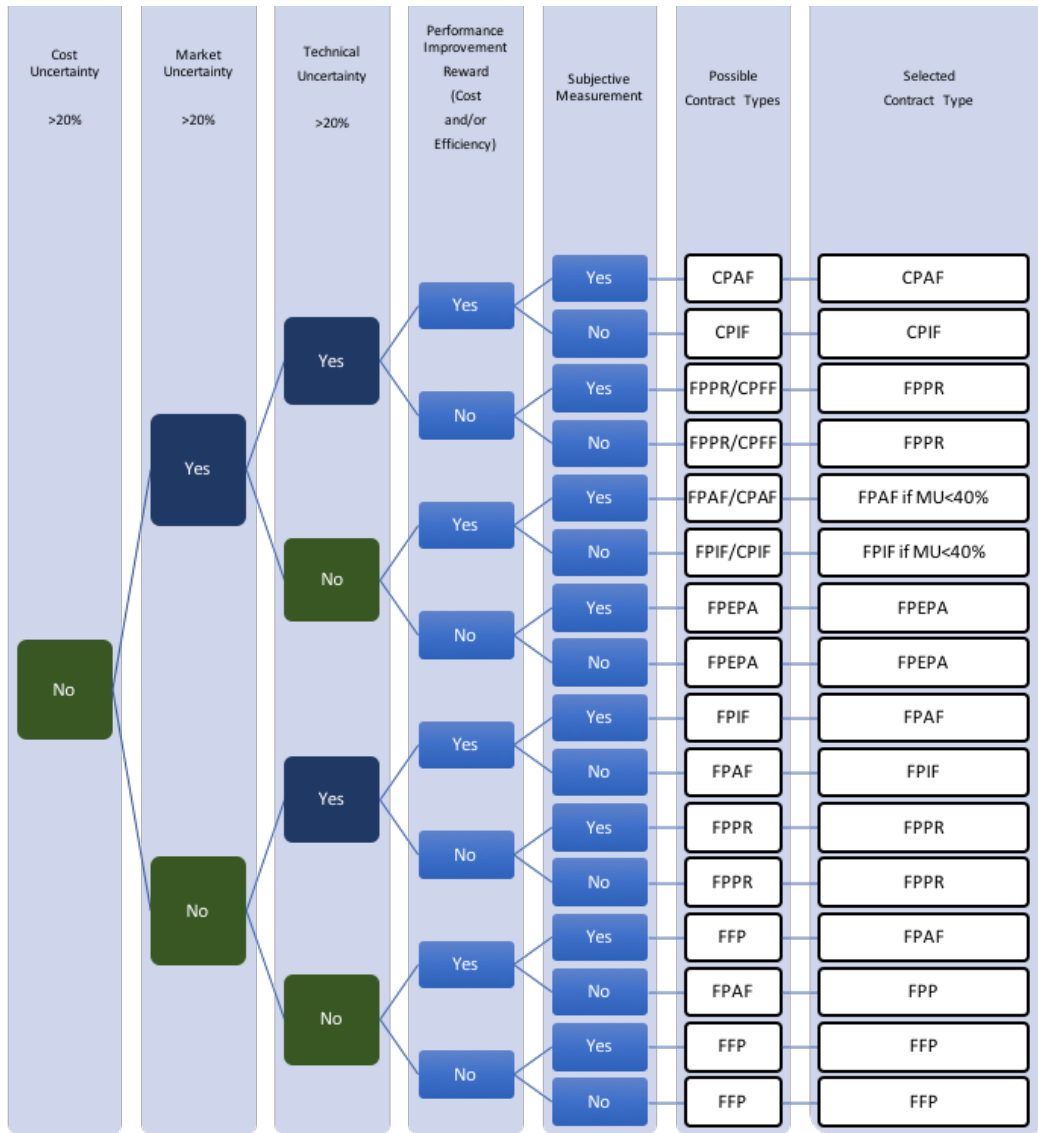 Cost
Uncertainty
>20%
Market
Uncertainty
>20%
Technical
Uncertainty
>20%
Performance
Improvement
Reward
(Cost
and/or
Efficiency)
Subjective
Measurement
Possible
Contract Types
Selected
Contract Type
No
Yes
No
Yes
No
Yes
No
Yes
No
Yes
No
Yes
No
Yes
No
Yes
No
Yes
No
Yes
No
Yes
No
Yes
No
Yes
No
Yes
No
Yes
No
CPAF
CPIF
FPPR/CPFF
FPPR/CPFF
FPAF/CPAF
FPIF/CPIF
FPEPA
FPEPA
FPIF
FPAF
FPPR
FPPR
FFP
FPAF
FFP
FFP
CPAF
CPIF
FPPR
FPPR
FPAF if MU<40%
FPIF if MU<40%
FPEPA
FPEPA
FPAF
FPIF
FPPR
FPPR
FPAF
FPP
FFP
FFP